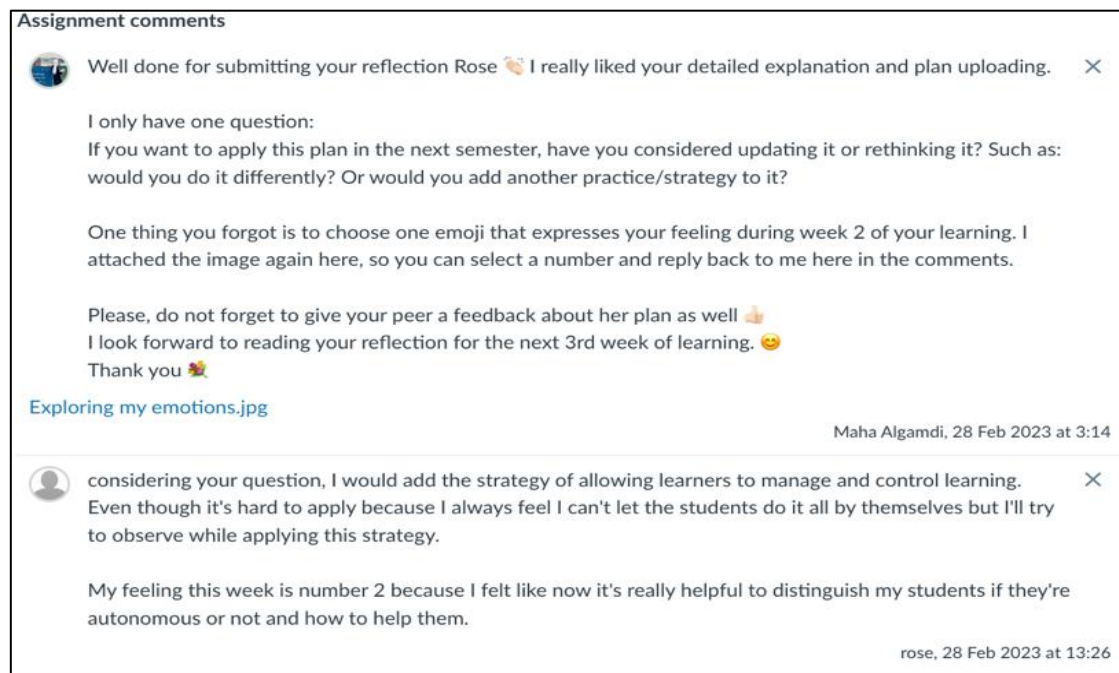 Assignment comments
Well done for submitting your reflection Rose 👏🏻 I really liked your detailed explanation and plan uploading.
I only have one question:
If you want to apply this plan in the next semester, have you considered updating it or rethinking it? Such as:
would you do it differently? Or would you add another practice/strategy to it?
One thing you forgot is to choose one emoji that expresses your feeling during week 2 of your learning. I
attached the image again here, so you can select a number and reply back to me here in the comments.
Please, do not forget to give your peer a feedback about her plan as well 👍🏻
I look forward to reading your reflection for the next 3rd week of learning. 😊
Thank you 💐
Exploring my emotions.jpg
Maha Algamdi, 28 Feb 2023 at 3:14
considering your question, I would add the strategy of allowing learners to manage and control learning.
Even though it's hard to apply because I always feel I can't let the students do it all by themselves but I'll try
to observe while applying this strategy.
My feeling this week is number 2 because I felt like now it's really helpful to distinguish my students if they're
autonomous or not and how to help them.
rose, 28 Feb 2023 at 13:26